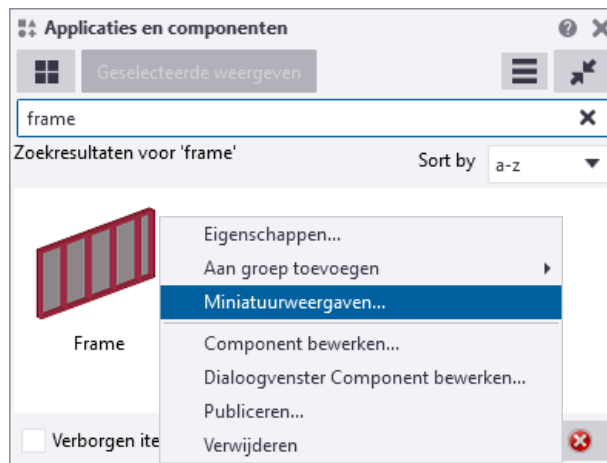 Applicaties en componenten
Geselecteerde weergeven
frame
Zoekresultaten voor 'frame'
Sort by a-z
Eigenschappen...
Aan groep toevoegen
Miniatuurweergaven...
Frame
Component bewerken...
Dialoogvenster Component bewerken...
Publiceren...
Verborgen ite
Verwijderen